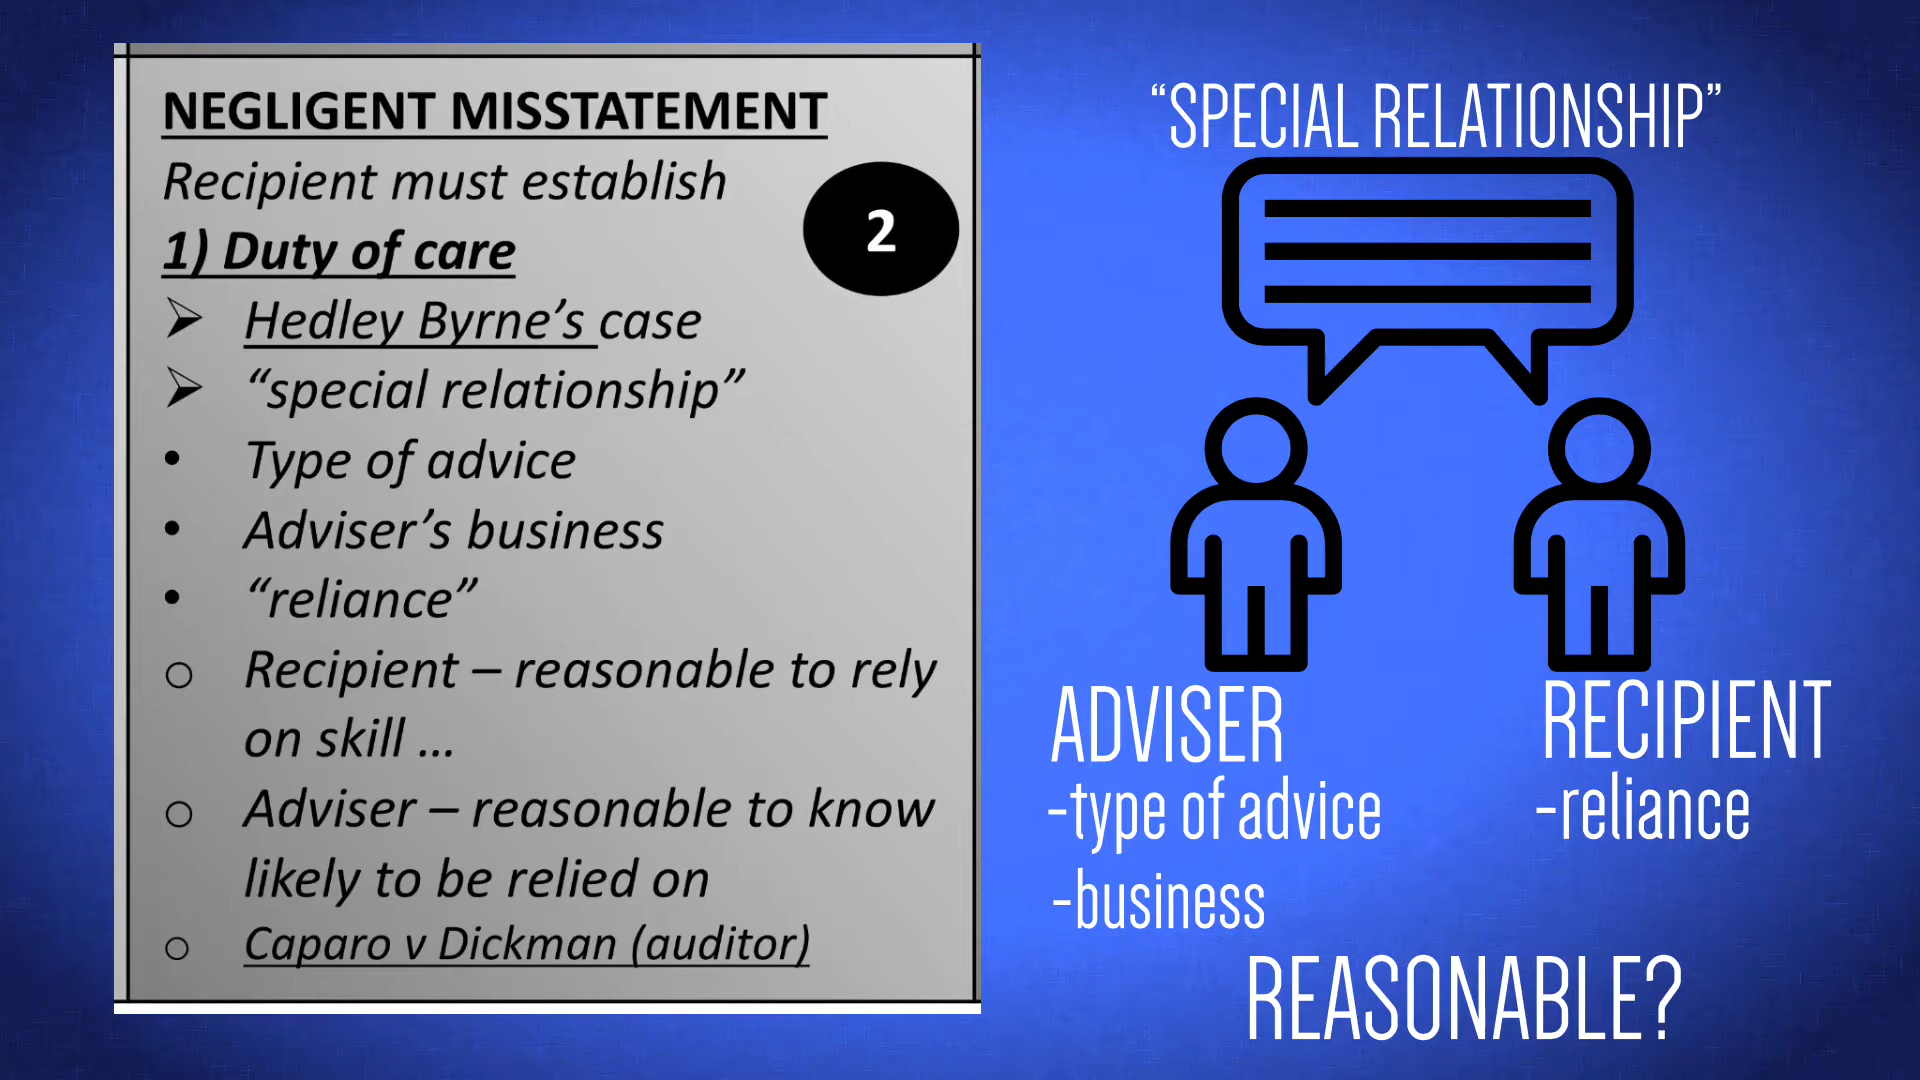 NEGLIGENT MISSTATEMENT
Recipient must establish
2
1) Duty of care
➢ Hedley Byrne’s case
➢ “special relationship”
• Type of advice
• Adviser’s business
• “reliance”
o Recipient – reasonable to rely
on skill ...
o Adviser – reasonable to know
likely to be relied on
o Caparo v Dickman (auditor)
“SPECIAL RELATIONSHIP”
ADVISER
-type of advice
-business
RECIPIENT
-reliance
REASONABLE?